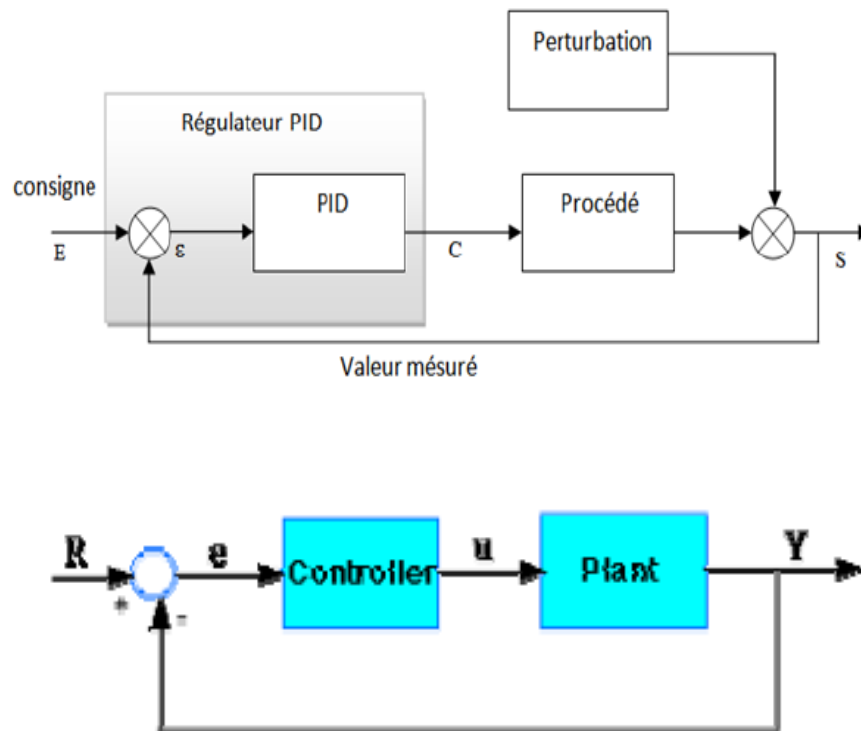 Perturbation
Régulateur PID
consigne
PID
Procédé
E
ε
C
S
Valeur mésuré
R
e
Controller
u
Plant
Y
+
-